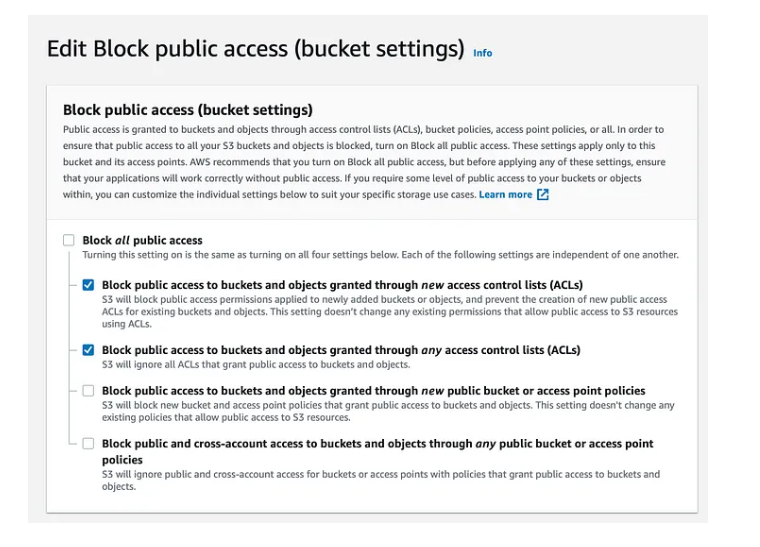 Edit Block public access (bucket settings) Info
Block public access (bucket settings)
Public access is granted to buckets and objects through access control lists (ACLs), bucket policies, access point policies, or all. In order to
ensure that public access to all your S3 buckets and objects is blocked, turn on Block all public access. These settings apply only to this
bucket and its access points. AWS recommends that you turn on Block all public access, but before applying any of these settings, ensure
that your applications will work correctly without public access. If you require some level of public access to your buckets or objects
within, you can customize the individual settings below to suit your specific storage use cases. Learn more
Block all public access
Turning this setting on is the same as turning on all four settings below. Each of the following settings are independent of one another.
Block public access to buckets and objects granted through new access control lists (ACLs)
S3 will block public access permissions applied to newly added buckets or objects, and prevent the creation of new public access
ACLs for existing buckets and objects. This setting doesn't change any existing permissions that allow public access to S3 resources
using ACLs.
Block public access to buckets and objects granted through any access control lists (ACLs)
S3 will ignore all ACLs that grant public access to buckets and objects.
Block public access to buckets and objects granted through new public bucket or access point policies
S3 will block new bucket and access point policies that grant public access to buckets and objects. This setting doesn't change any
existing policies that allow public access to S3 resources.
Block public and cross-account access to buckets and objects through any public bucket or access point
policies
S3 will ignore public and cross-account access for buckets or access points with policies that grant public access to buckets and
objects.